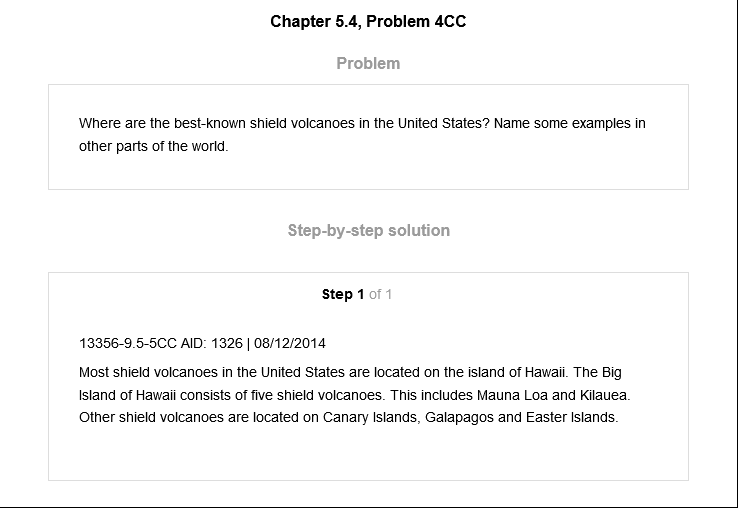 Chapter 5.4, Problem 4CC
Problem
Where are the best-known shield volcanoes in the United States? Name some examples in
other parts of the world.
Step-by-step solution
Step 1 of 1
13356-9.5-5CC AID: 1326 | 08/12/2014
Most shield volcanoes in the United States are located on the island of Hawaii. The Big
Island of Hawaii consists of five shield volcanoes. This includes Mauna Loa and Kilauea.
Other shield volcanoes are located on Canary Islands, Galapagos and Easter Islands.